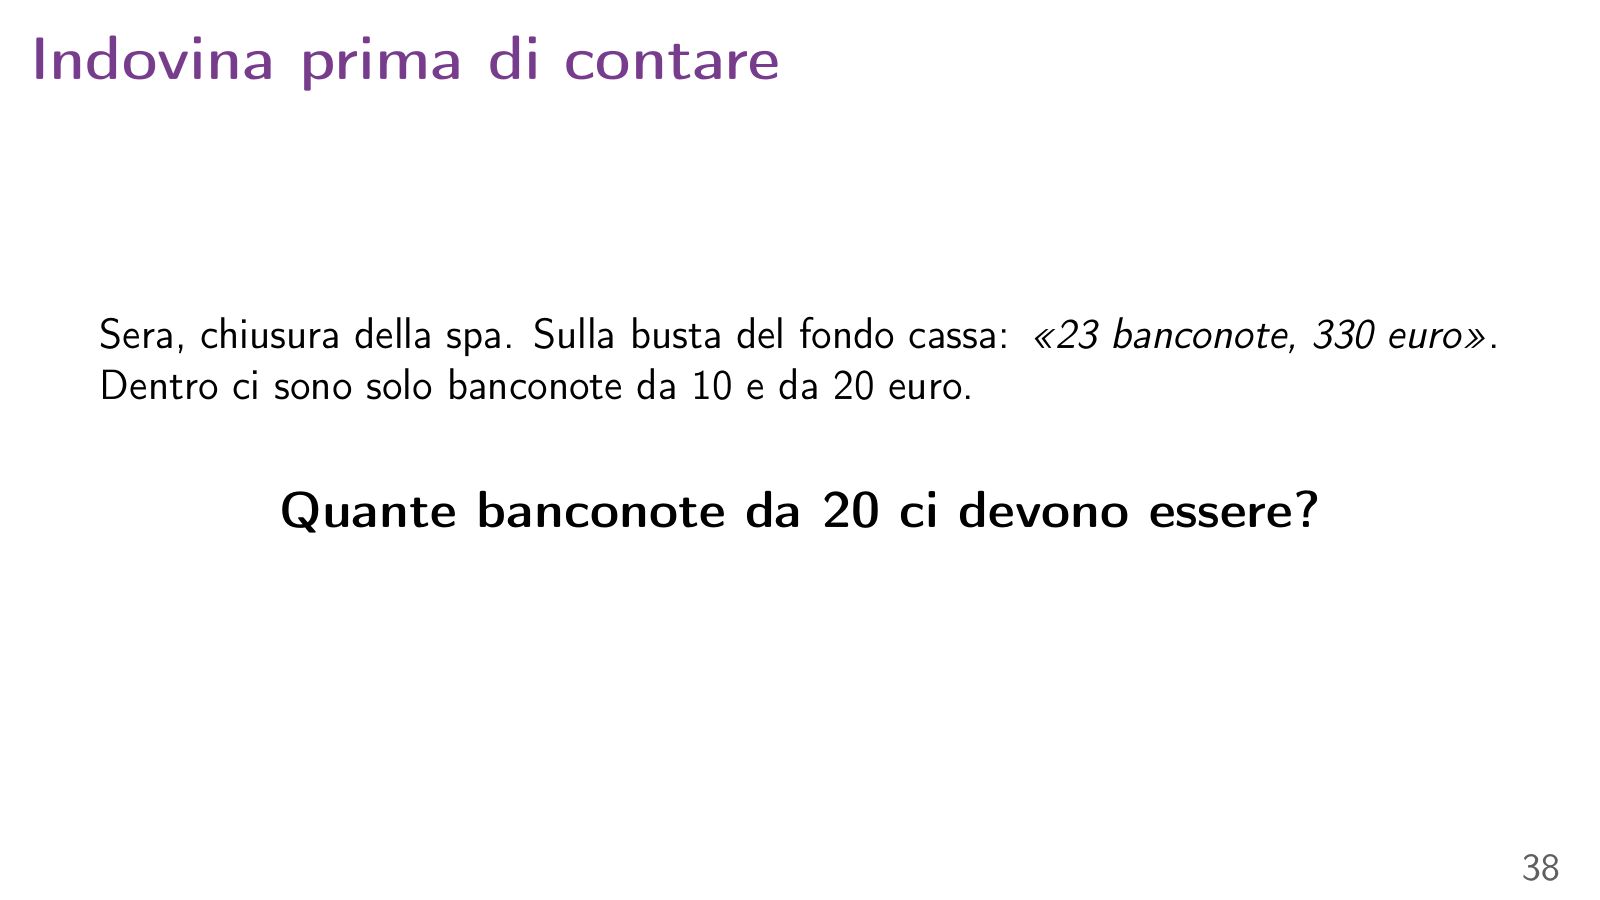 Indovina prima di contare
Sera, chiusura della spa. Sulla busta del fondo cassa: «23 banconote, 330 euro».
Dentro ci sono solo banconote da 10 e da 20 euro.
Quante banconote da 20 ci devono essere?
38